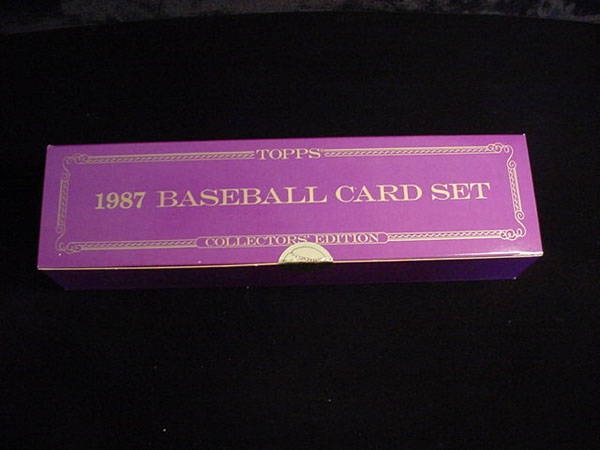 TOPPS®
1987 BASEBALL CARD SET
COLLECTORS' EDITION